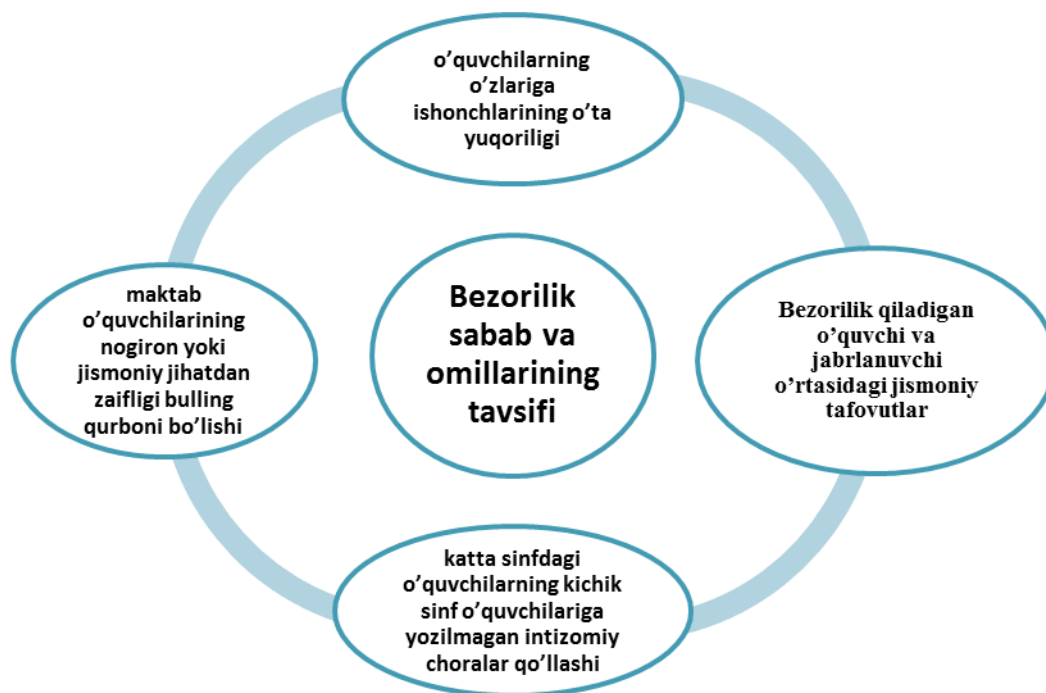 o’quvchilarning
o’zlariga
ishonchlarining o’ta
yuqoriligi
maktab
o’quvchilarining
nogiron yoki
jismoniy jihatdan
zaifligi bulling
qurboni bo’lishi
Bezorilik
sabab va
omillarining
tavsifi
Bezorilik qiladigan
o’quvchi va
jabrlanuvchi
o’rtasidagi jismoniy
tafovutlar
katta sinfdagi
o’quvchilarning kichik
sinf o’quvchilariga
yozilmagan intizomiy
choralar qo’llashi